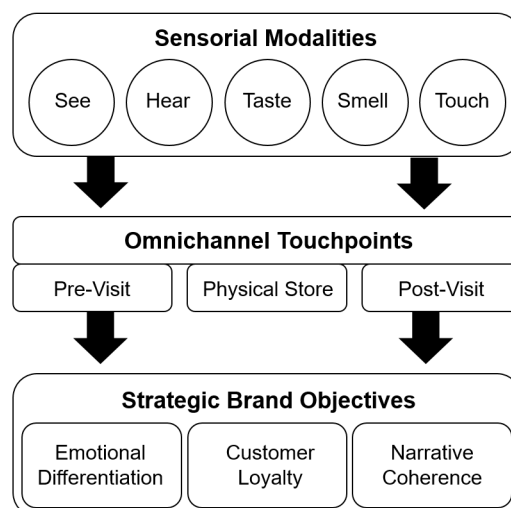 Sensorial Modalities
See Hear Taste Smell Touch
Omnichannel Touchpoints
Pre-Visit Physical Store Post-Visit
Strategic Brand Objectives
Emotional Customer Narrative
Differentiation Loyalty Coherence